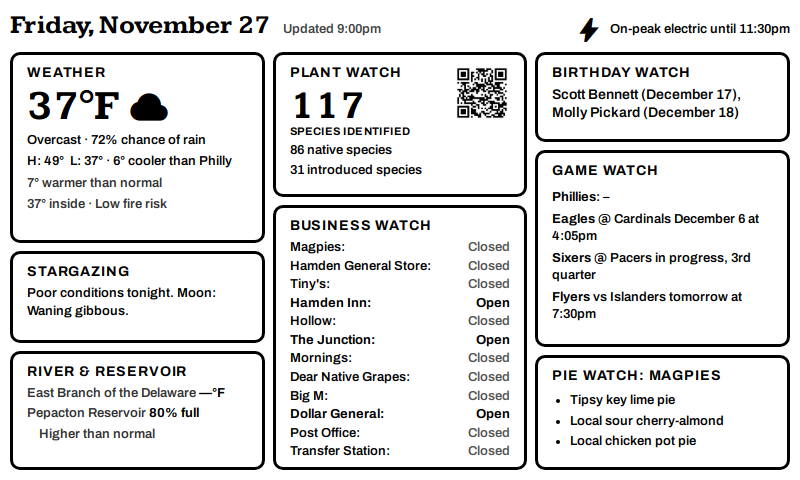 Friday, November 27 Updated 9:00pm
On-peak electric until 11:30pm
WEATHER
37°F
Overcast · 72% chance of rain
H: 49° L: 37° · 6° cooler than Philly
7° warmer than normal
37° inside · Low fire risk
STARGAZING
Poor conditions tonight. Moon:
Waning gibbous.
RIVER & RESERVOIR
East Branch of the Delaware —°F
Pepacton Reservoir 80% full
Higher than normal
PLANT WATCH
117
SPECIES IDENTIFIED
86 native species
31 introduced species
BUSINESS WATCH
Magpies: Closed
Hamden General Store: Closed
Tiny's: Closed
Hamden Inn: Open
Hollow: Closed
The Junction: Open
Mornings: Closed
Dear Native Grapes: Closed
Big M: Closed
Dollar General: Open
Post Office: Closed
Transfer Station: Closed
BIRTHDAY WATCH
Scott Bennett (December 17),
Molly Pickard (December 18)
GAME WATCH
Phillies: –
Eagles @ Cardinals December 6 at
4:05pm
Sixers @ Pacers in progress, 3rd
quarter
Flyers vs Islanders tomorrow at
7:30pm
PIE WATCH: MAGPIES
• Tipsy key lime pie
• Local sour cherry-almond
• Local chicken pot pie